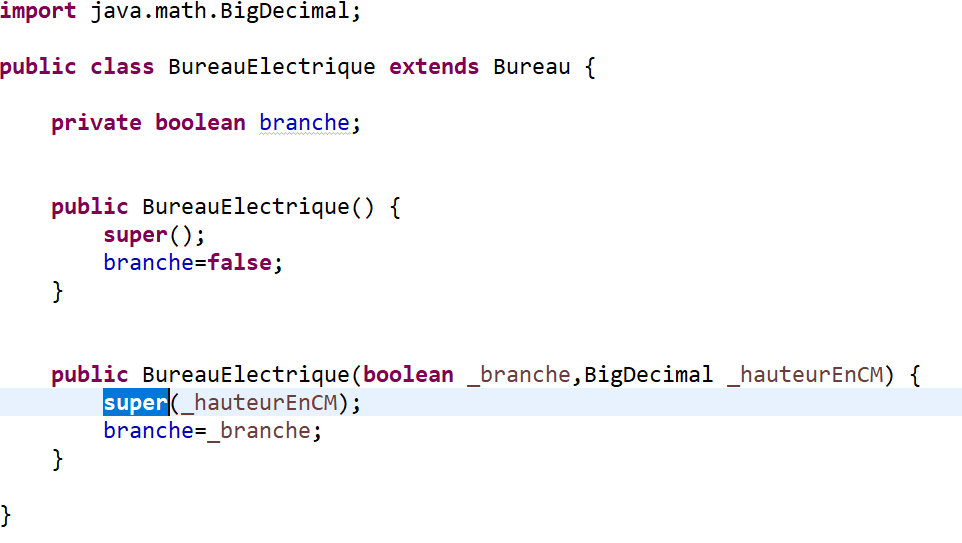 import java.math.BigDecimal;
public class BureauElectrique extends Bureau {
private boolean branche;
public BureauElectrique() {
super();
branche=false;
}
public BureauElectrique(boolean _branche,BigDecimal _hauteurEnCM) {
super(_hauteurEnCM);
branche=_branche;
}
}